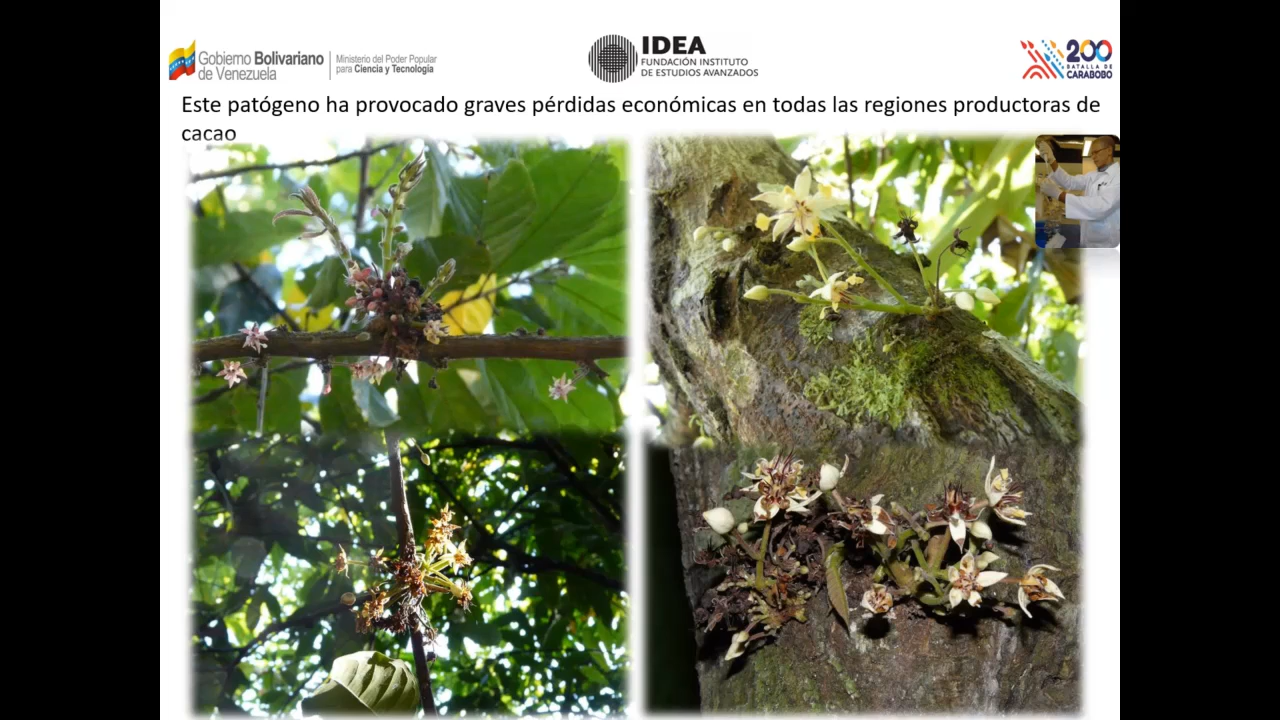 Gobierno Bolivariano
de Venezuela
Ministerio del Poder Popular
para Ciencia y Tecnología
IDEA
FUNDACIÓN INSTITUTO
DE ESTUDIOS AVANZADOS
200
BATALLA DE
CARABOBO
Este patógeno ha provocado graves pérdidas económicas en todas las regiones productoras de
cacao